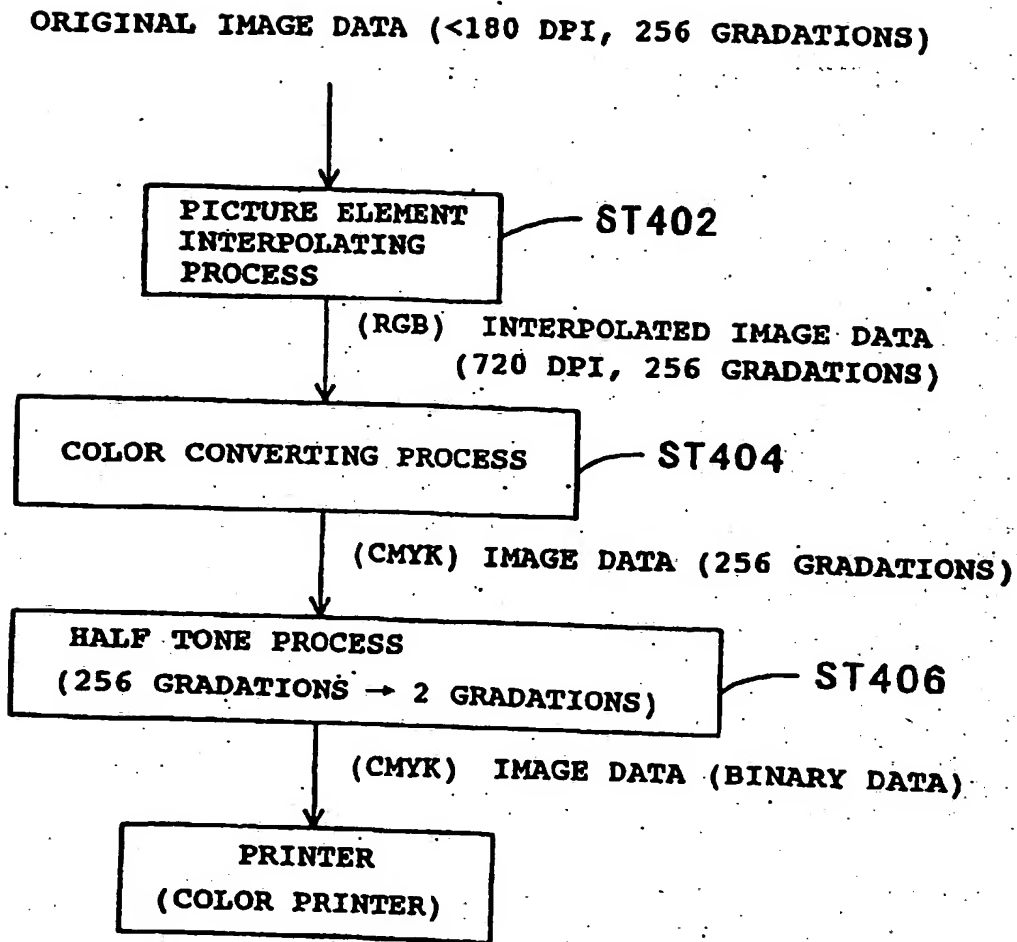 ORIGINAL IMAGE DATA (<180 DPI, 256 GRADATIONS)
PICTURE ELEMENT
INTERPOLATING
PROCESS
ST402
(RGB) INTERPOLATED IMAGE DATA
(720 DPI, 256 GRADATIONS)
COLOR CONVERTING PROCESS
ST404
(CMYK) IMAGE DATA (256 GRADATIONS)
HALF TONE PROCESS
(256 GRADATIONS → 2 GRADATIONS)
ST406
(CMYK) IMAGE DATA (BINARY DATA)
PRINTER
(COLOR PRINTER)